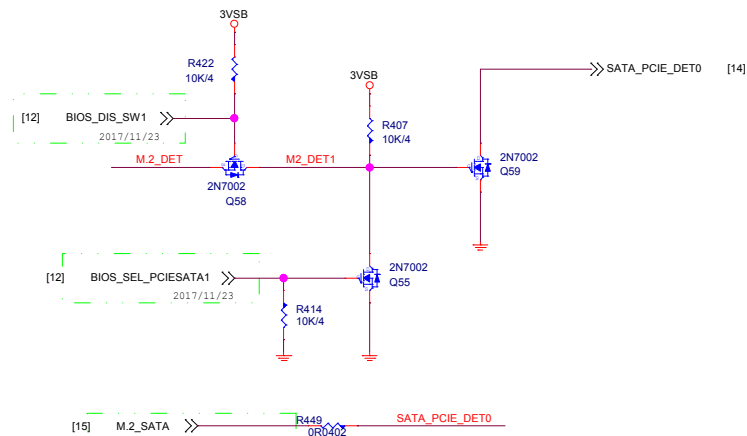 3VSB
R422
10K/4
3VSB
SATA_PCIE_DET0 [14]
[12] BIOS_DIS_SW1
2017/11/23
R407
10K/4
M.2_DET
M2_DET1
2N7002
Q59
2N7002
Q58
[12] BIOS_SEL_PCIESATA1
2017/11/23
2N7002
Q55
R414
10K/4
[15] M.2_SATA
R449
0R0402
SATA_PCIE_DET0